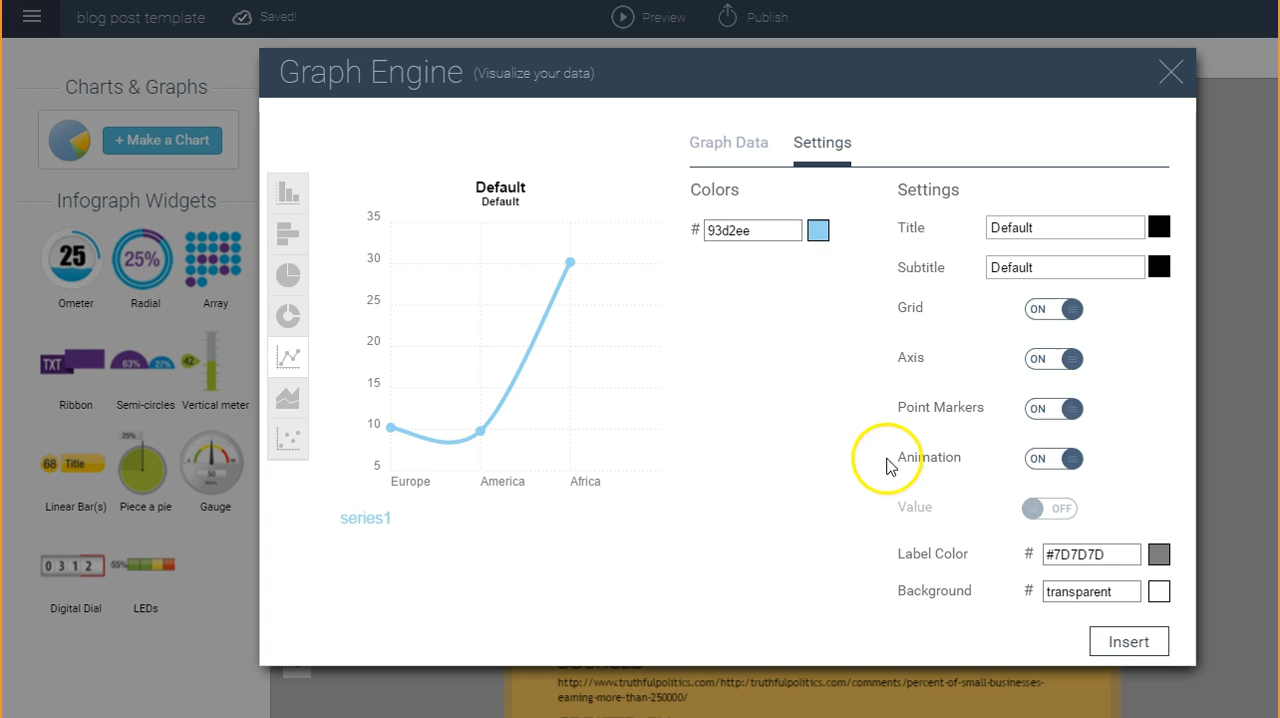 blog post template
Saved!
Preview
Publish
Charts & Graphs
+ Make a Chart
Infograph Widgets
25
25%
Ometer
Radial
Array
TXT
63%
27%
42
Ribbon
Semi-circles
Vertical meter
68 Title
25%
Linear Bar(s)
Piece a pie
Gauge
0 3 1 2
55%
Digital Dial
LEDs
Graph Engine (Visualize your data)
Graph Data
Settings
Default
Default
35
30
25
20
15
10
5
Europe
America
Africa
series1
Colors
# 93d2ee
Settings
Title Default
Subtitle Default
Grid ON
Axis ON
Point Markers ON
Animation ON
Value OFF
Label Color # #7D7D7D
Background # transparent
Insert
http://www.truthfulpolitics.com/http:/truthfulpolitics.com/comments/percent-of-small-businesses-
earning-more-than-250000/